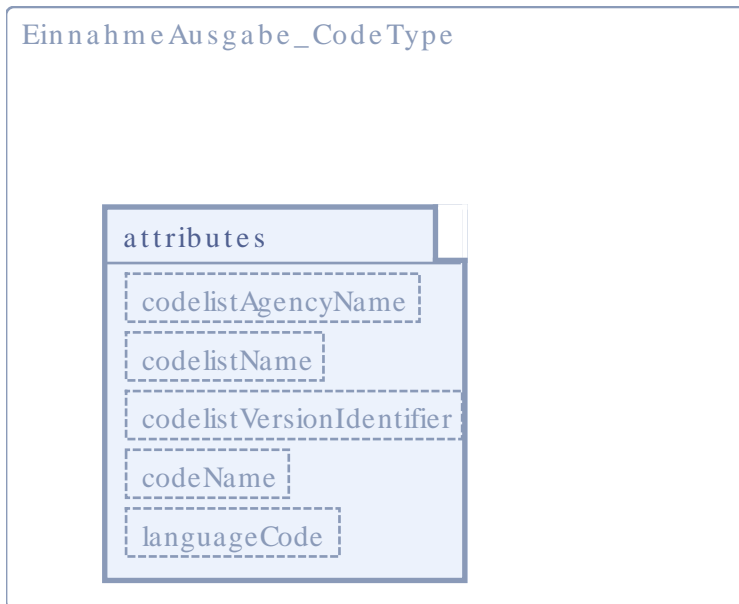 EinnahmeAusgabe_CodeType
attributes
codelistAgencyName
codelistName
codelistVersionIdentifier
codeName
languageCode